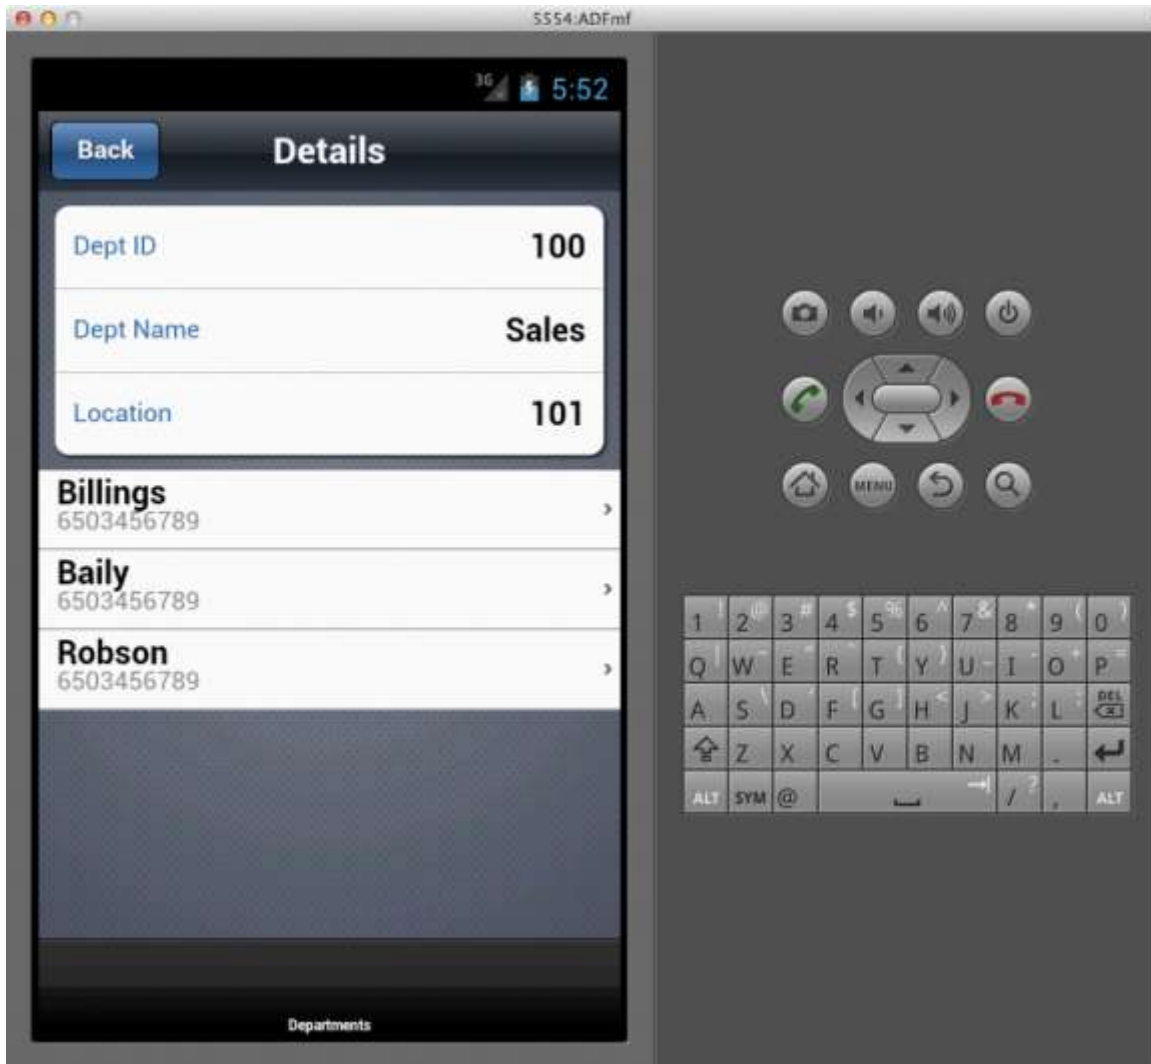 5554:ADFmf
3G 5:52
Back Details
Dept ID 100
Dept Name Sales
Location 101
Billings
6503456789
›
Baily
6503456789
›
Robson
6503456789
›
Departments
MENU
1 ! 2 @ 3 # 4 $ 5 % 6 ^ 7 & 8 * 9 ( 0 )
Q W E R T Y U I O P
A S D F G H J K L DEL
Z X C V B N M .
ALT SYM @ / ? , ALT